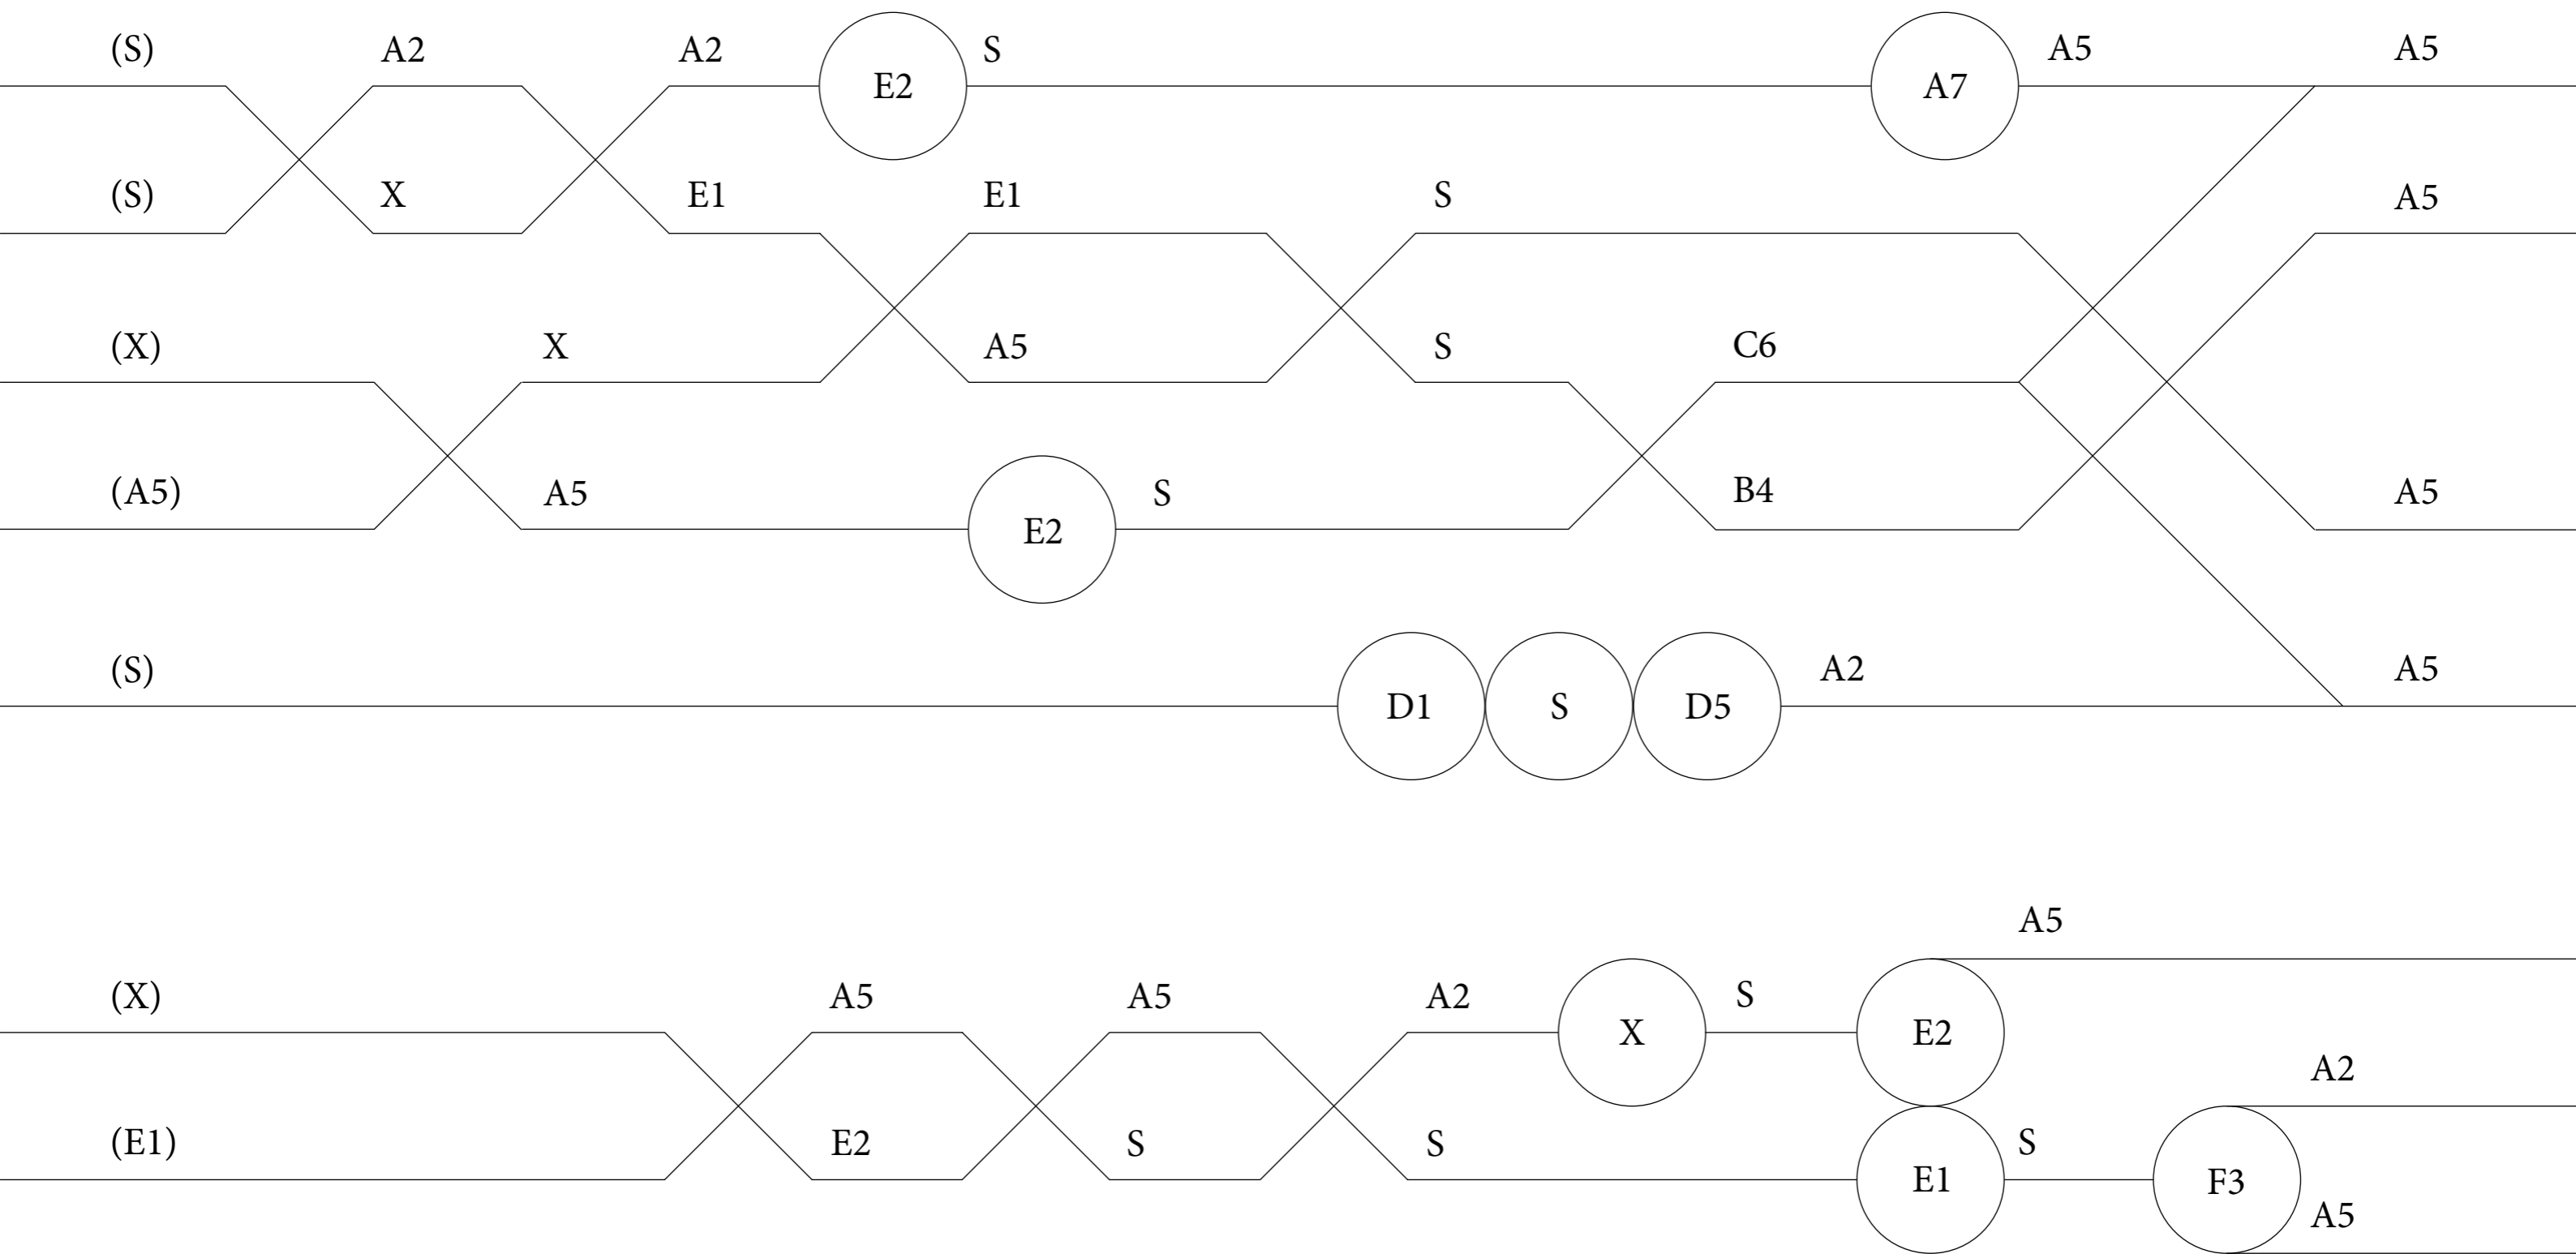 (S) A2 A2 E2 S A7 A5 A5
(S) X E1 E1 S A5
(X) X A5 S C6
(A5) A5 E2 S B4 A5
(S) D1 S D5 A2 A5
A5
(X) A5 A5 A2 X S E2
A2
(E1) E2 S S E1 S F3
A5